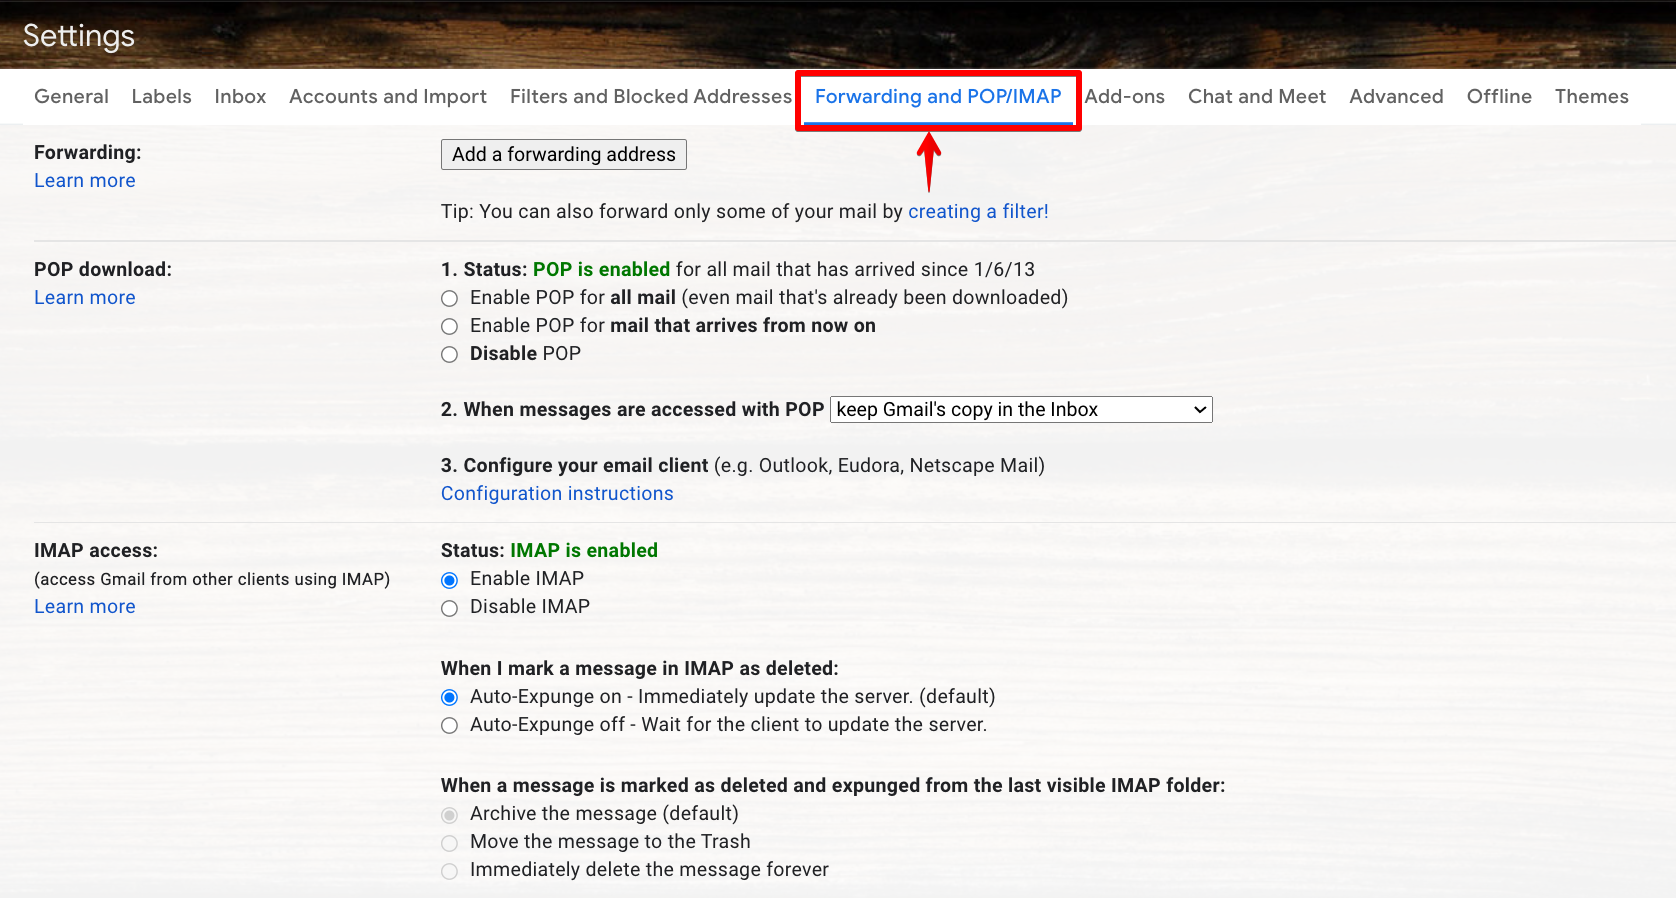 Settings
General Labels Inbox Accounts and Import Filters and Blocked Addresses Forwarding and POP/IMAP Add-ons Chat and Meet Advanced Offline Themes
Forwarding:
Learn more
Add a forwarding address
Tip: You can also forward only some of your mail by creating a filter!
POP download:
Learn more
1. Status: POP is enabled for all mail that has arrived since 1/6/13
Enable POP for all mail (even mail that's already been downloaded)
Enable POP for mail that arrives from now on
Disable POP
2. When messages are accessed with POP keep Gmail's copy in the Inbox
3. Configure your email client (e.g. Outlook, Eudora, Netscape Mail)
Configuration instructions
IMAP access:
(access Gmail from other clients using IMAP)
Learn more
Status: IMAP is enabled
Enable IMAP
Disable IMAP
When I mark a message in IMAP as deleted:
Auto-Expunge on - Immediately update the server. (default)
Auto-Expunge off - Wait for the client to update the server.
When a message is marked as deleted and expunged from the last visible IMAP folder:
Archive the message (default)
Move the message to the Trash
Immediately delete the message forever